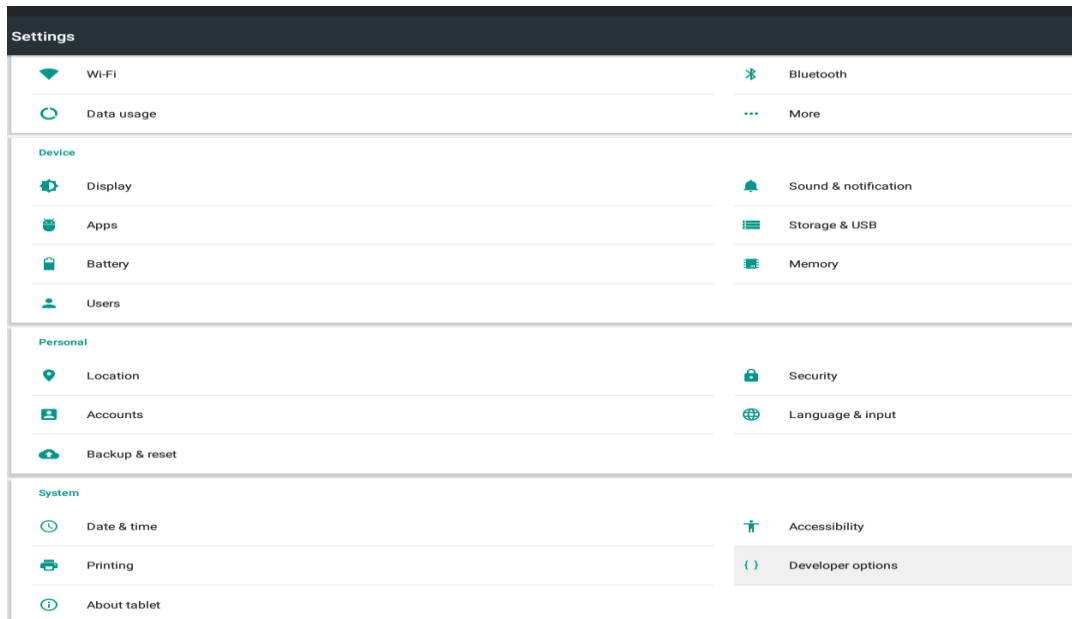 Settings
Wi-Fi
Bluetooth
Data usage
More
Device
Display
Sound & notification
Apps
Storage & USB
Battery
Memory
Users
Personal
Location
Security
Accounts
Language & input
Backup & reset
System
Date & time
Accessibility
Printing
Developer options
About tablet